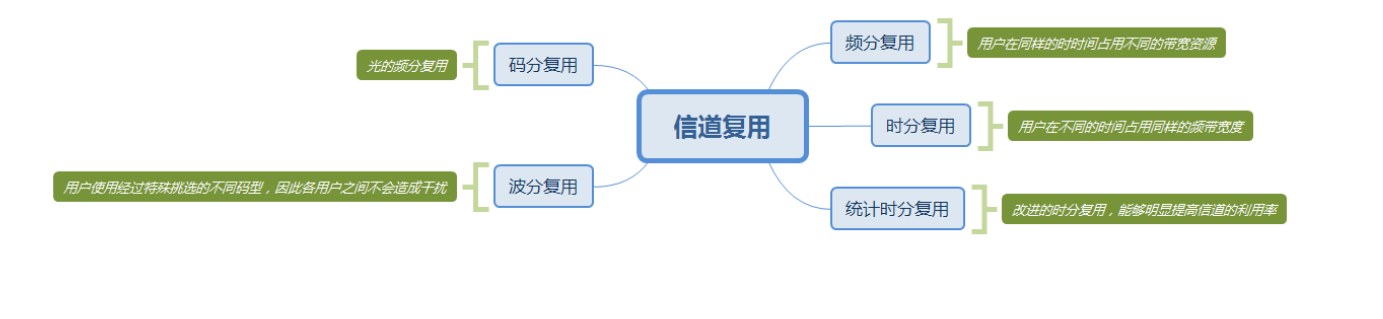 信道复用
频分复用
用户在同样的时时间占用不同的带宽资源
时分复用
用户在不同的时间占用同样的频带宽度
统计时分复用
改进的时分复用，能够明显提高信道的利用率
码分复用
光的频分复用
波分复用
用户使用经过特殊挑选的不同码型，因此各用户之间不会造成干扰